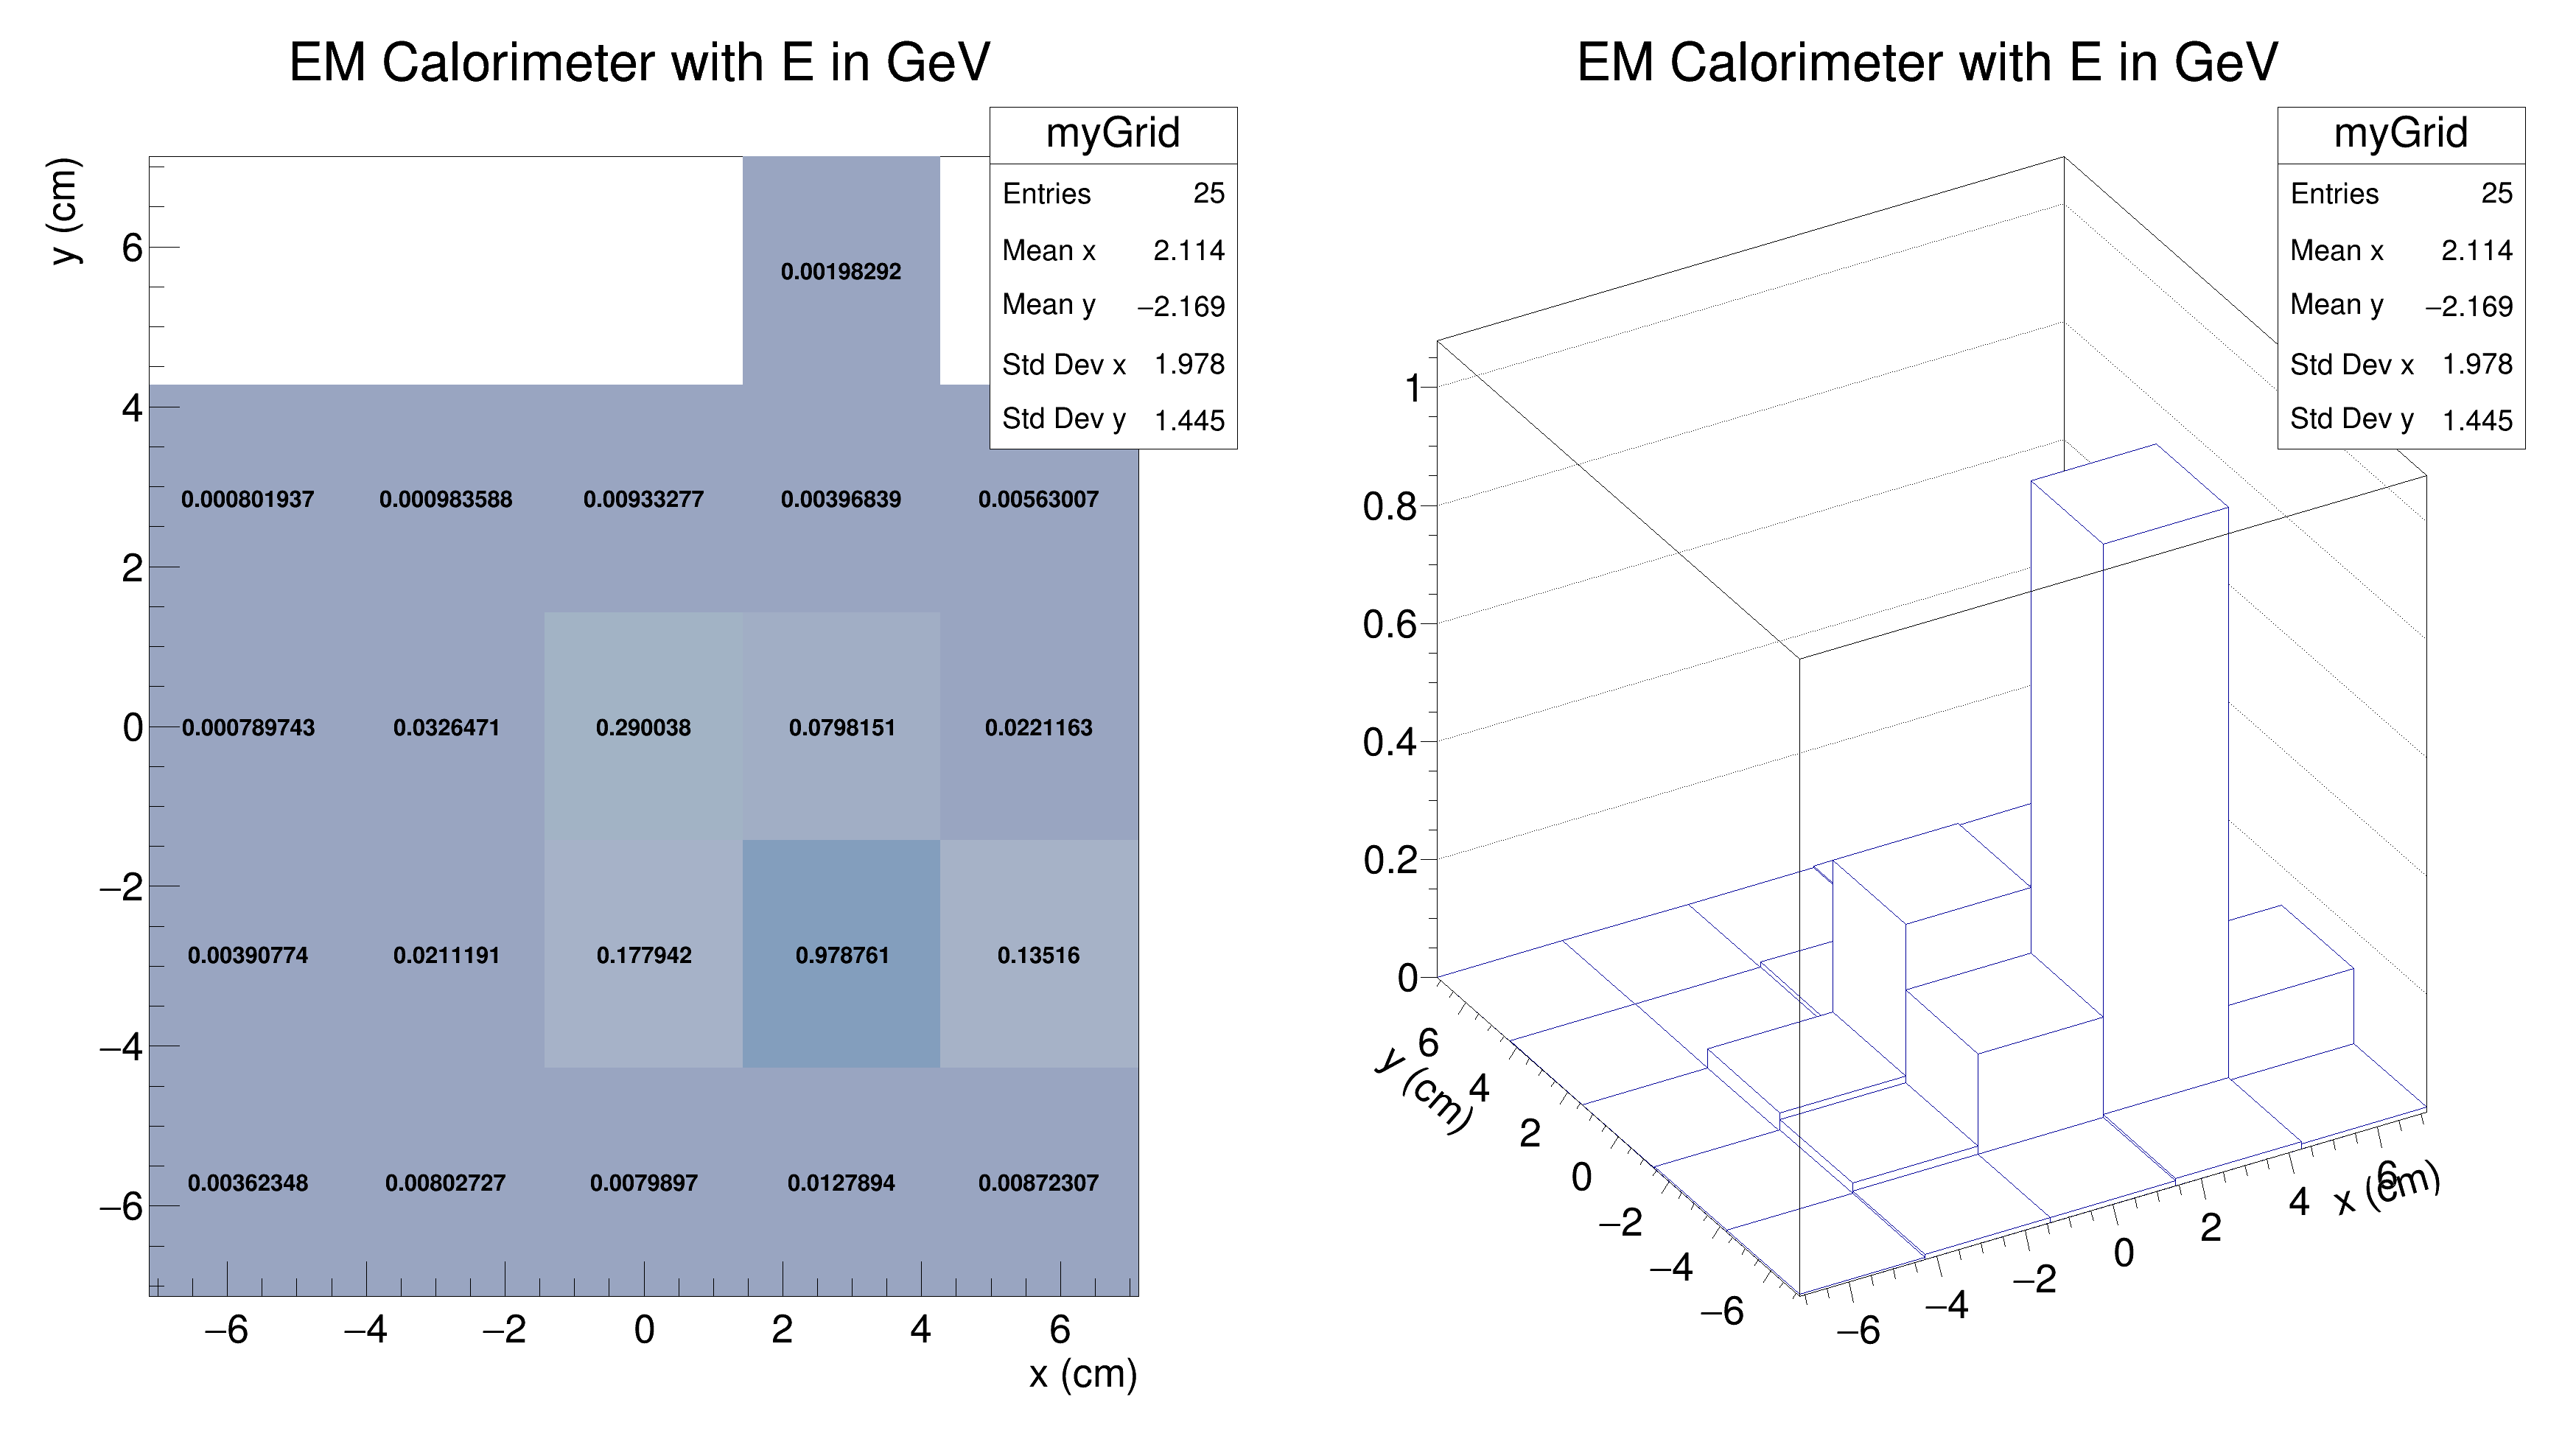 EM Calorimeter with E in GeV
myGrid
Entries 25
Mean x 2.114
Mean y −2.169
Std Dev x 1.978
Std Dev y 1.445
y (cm)
6
4
2
0
−2
−4
−6
0.00198292
0.000801937 0.000983588 0.00933277 0.00396839 0.00563007
0.000789743 0.0326471 0.290038 0.0798151 0.0221163
0.00390774 0.0211191 0.177942 0.978761 0.13516
0.00362348 0.00802727 0.0079897 0.0127894 0.00872307
−6 −4 −2 0 2 4 6
x (cm)
EM Calorimeter with E in GeV
myGrid
Entries 25
Mean x 2.114
Mean y −2.169
Std Dev x 1.978
Std Dev y 1.445
1
0.8
0.6
0.4
0.2
0
6
4
2
0
−2
−4
−6
y (cm)
−6
−4
−2
0
2
4
6
x (cm)